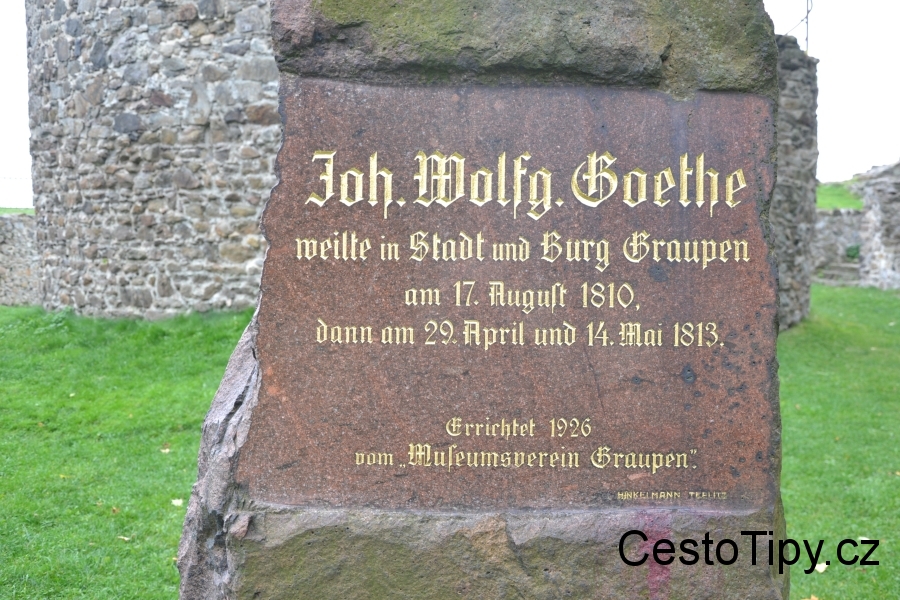 Joh. Wolfg. Goethe
weilte in Stadt und Burg Graupen
am 17. August 1810,
dann am 29. April und 14. Mai 1813.
Errichtet 1926
vom „Museumsverein Graupen“.
HINKELMANN TEPLITZ
CestoTipy.cz